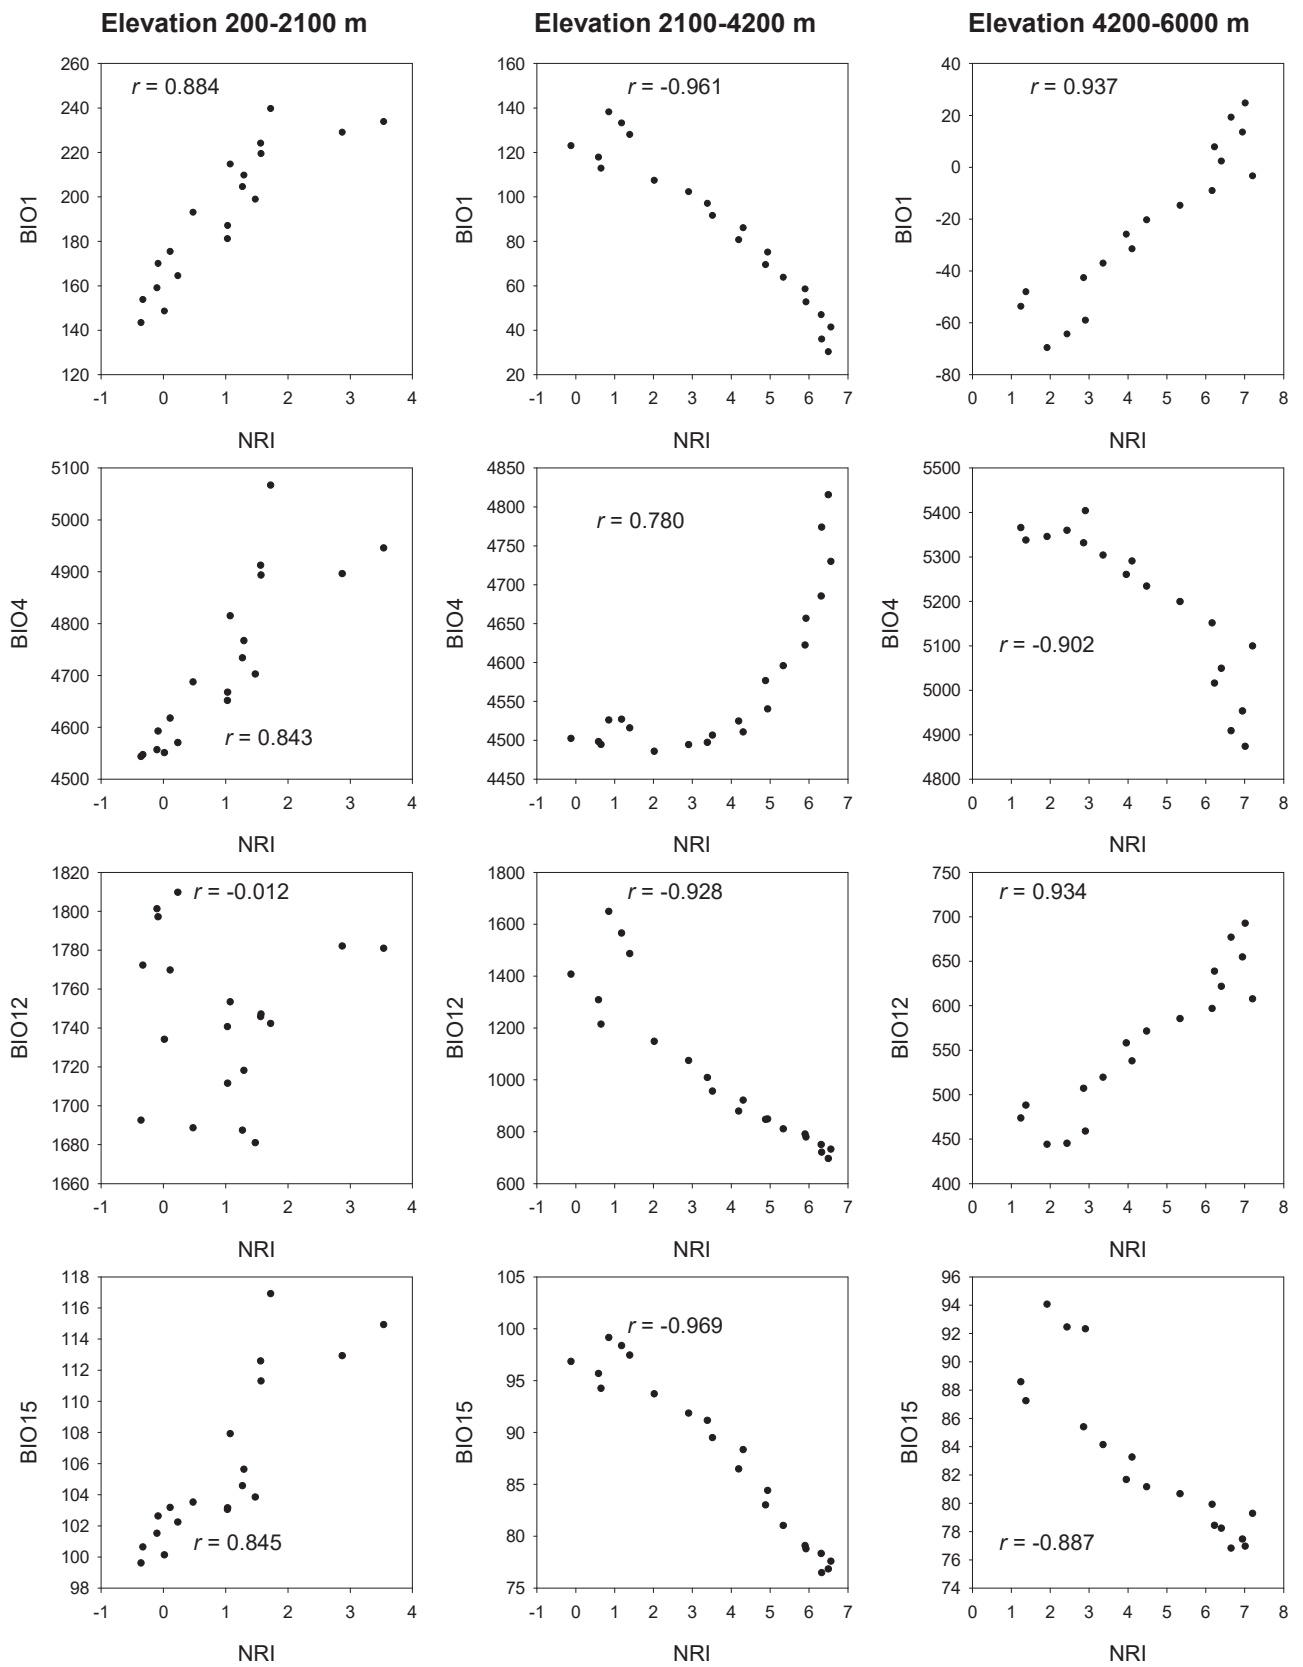 Elevation 200-2100 m Elevation 2100-4200 m Elevation 4200-6000 m
260 240 220 200 180 160 140 120
BIO1
r = 0.884
-1 0 1 2 3 4
NRI
160 140 120 100 80 60 40 20
BIO1
r = -0.961
-1 0 1 2 3 4 5 6 7
NRI
40 20 0 -20 -40 -60 -80
BIO1
r = 0.937
0 1 2 3 4 5 6 7 8
NRI
5100 5000 4900 4800 4700 4600 4500
BIO4
r = 0.843
-1 0 1 2 3 4
NRI
4850 4800 4750 4700 4650 4600 4550 4500 4450
BIO4
r = 0.780
-1 0 1 2 3 4 5 6 7
NRI
5500 5400 5300 5200 5100 5000 4900 4800
BIO4
r = -0.902
0 1 2 3 4 5 6 7 8
NRI
1820 1800 1780 1760 1740 1720 1700 1680 1660
BIO12
r = -0.012
-1 0 1 2 3 4
NRI
1800 1600 1400 1200 1000 800 600
BIO12
r = -0.928
-1 0 1 2 3 4 5 6 7
NRI
750 700 650 600 550 500 450 400
BIO12
r = 0.934
0 1 2 3 4 5 6 7 8
NRI
118 116 114 112 110 108 106 104 102 100 98
BIO15
r = 0.845
-1 0 1 2 3 4
NRI
105 100 95 90 85 80 75
BIO15
r = -0.969
-1 0 1 2 3 4 5 6 7
NRI
96 94 92 90 88 86 84 82 80 78 76 74
BIO15
r = -0.887
0 1 2 3 4 5 6 7 8
NRI